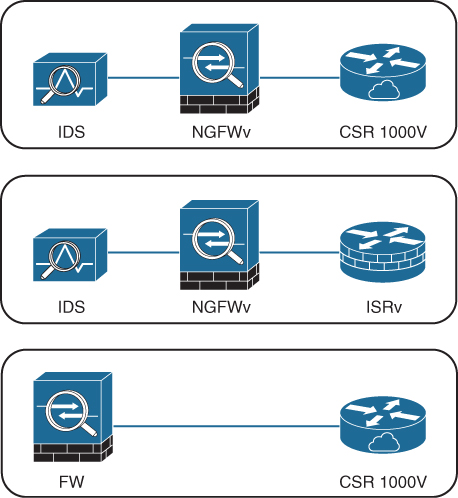 IDS NGFWv CSR 1000V
IDS NGFWv ISRv
FW CSR 1000V